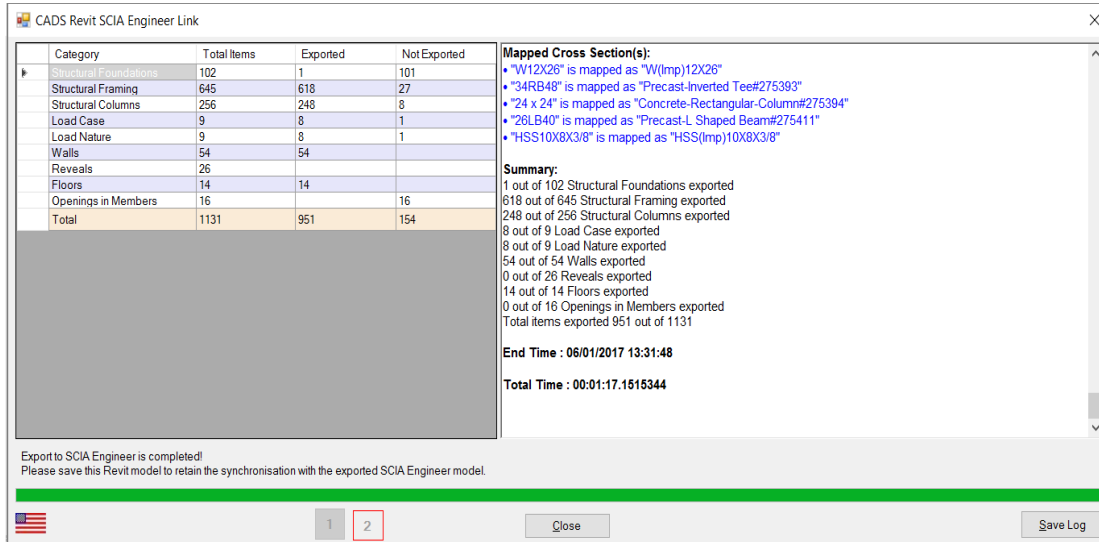 CADS Revit SCIA Engineer Link
Category Total Items Exported Not Exported
Structural Foundations 102 1 101
Structural Framing 645 618 27
Structural Columns 256 248 8
Load Case 9 8 1
Load Nature 9 8 1
Walls 54 54
Reveals 26
Floors 14 14
Openings in Members 16 16
Total 1131 951 154
Mapped Cross Section(s):
• "W12X26" is mapped as "W(Imp)12X26"
• "34RB48" is mapped as "Precast-Inverted Tee#275393"
• "24 x 24" is mapped as "Concrete-Rectangular-Column#275394"
• "26LB40" is mapped as "Precast-L Shaped Beam#275411"
• "HSS10X8X3/8" is mapped as "HSS(Imp)10X8X3/8"
Summary:
1 out of 102 Structural Foundations exported
618 out of 645 Structural Framing exported
248 out of 256 Structural Columns exported
8 out of 9 Load Case exported
8 out of 9 Load Nature exported
54 out of 54 Walls exported
0 out of 26 Reveals exported
14 out of 14 Floors exported
0 out of 16 Openings in Members exported
Total items exported 951 out of 1131
End Time : 06/01/2017 13:31:48
Total Time : 00:01:17.1515344
Export to SCIA Engineer is completed!
Please save this Revit model to retain the synchronisation with the exported SCIA Engineer model.
1 2 Close Save Log